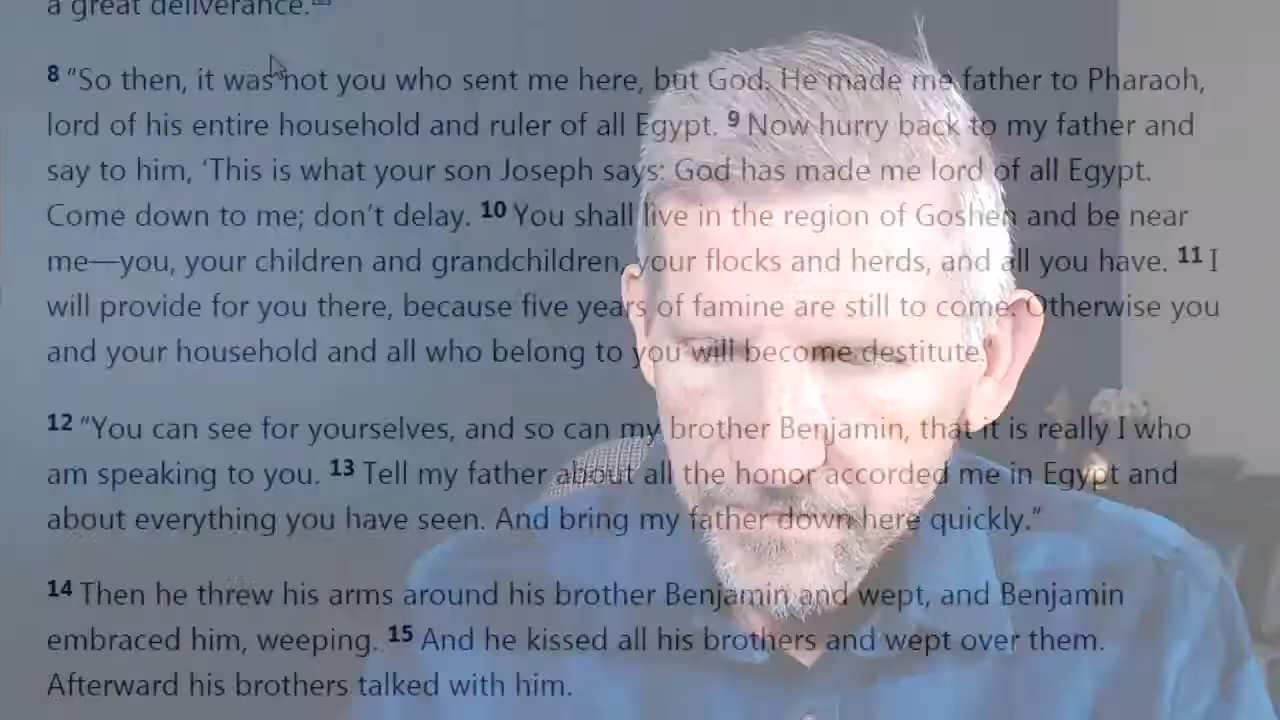 a great deliverance.
8 "So then, it was not you who sent me here, but God. He made me father to Pharaoh,
lord of his entire household and ruler of all Egypt. 9 Now hurry back to my father and
say to him, ‘This is what your son Joseph says: God has made me lord of all Egypt.
Come down to me; don’t delay. 10 You shall live in the region of Goshen and be near
me—you, your children and grandchildren, your flocks and herds, and all you have. 11 I
will provide for you there, because five years of famine are still to come. Otherwise you
and your household and all who belong to you will become destitute.
12 “You can see for yourselves, and so can my brother Benjamin, that it is really I who
am speaking to you. 13 Tell my father about all the honor accorded me in Egypt and
about everything you have seen. And bring my father down here quickly.”
14 Then he threw his arms around his brother Benjamin and wept, and Benjamin
embraced him, weeping. 15 And he kissed all his brothers and wept over them.
Afterward his brothers talked with him.